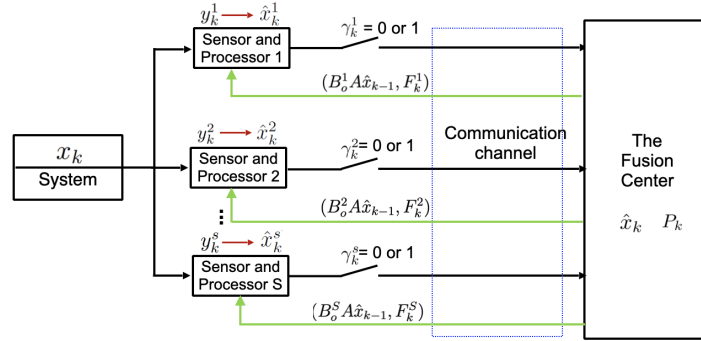 y_k^1 → x̂_k^1
γ_k^1 = 0 or 1
Sensor and
Processor 1
(B_o^1 A x̂_{k-1}, F_k^1)
x_k
System
y_k^2 → x̂_k^2
γ_k^2 = 0 or 1
Sensor and
Processor 2
(B_o^2 A x̂_{k-1}, F_k^2)
Communication
channel
The
Fusion
Center
x̂_k P_k
⋮
y_k^s → x̂_k^s
γ_k^s = 0 or 1
Sensor and
Processor S
(B_o^S A x̂_{k-1}, F_k^S)